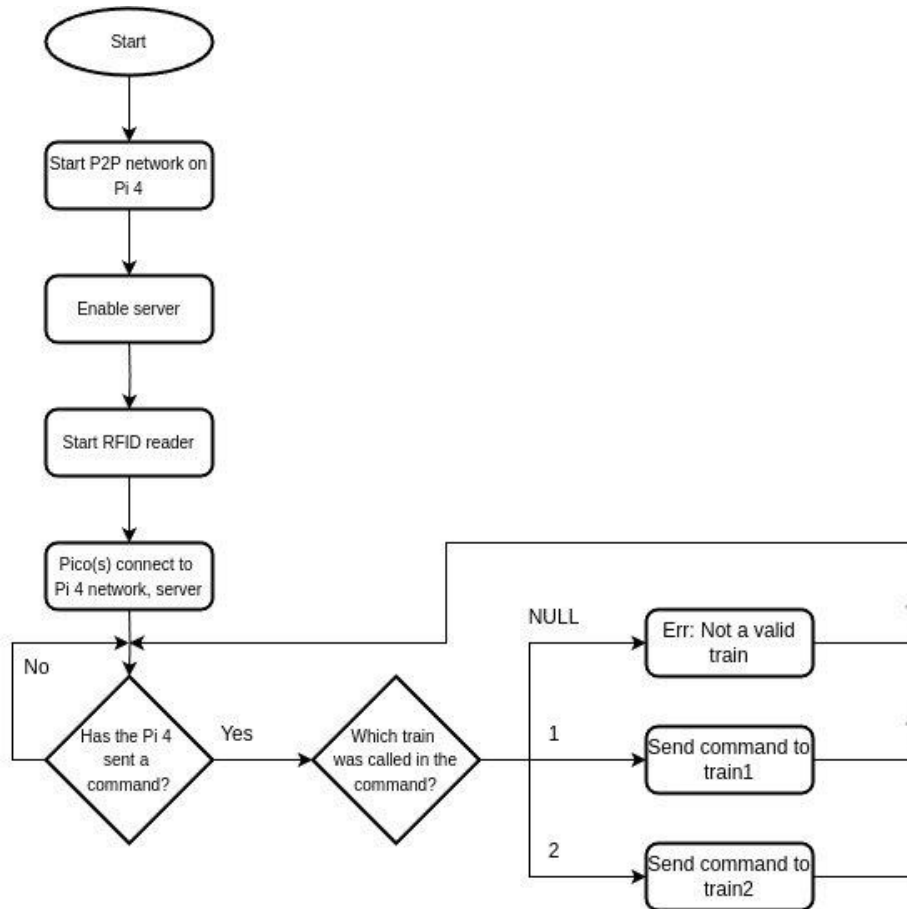 Start
Start P2P network on
Pi 4
Enable server
Start RFID reader
Pico(s) connect to
Pi 4 network, server
No
Has the Pi 4
sent a
command?
Yes
Which train
was called in the
command?
NULL
Err: Not a valid
train
1
Send command to
train1
2
Send command to
train2